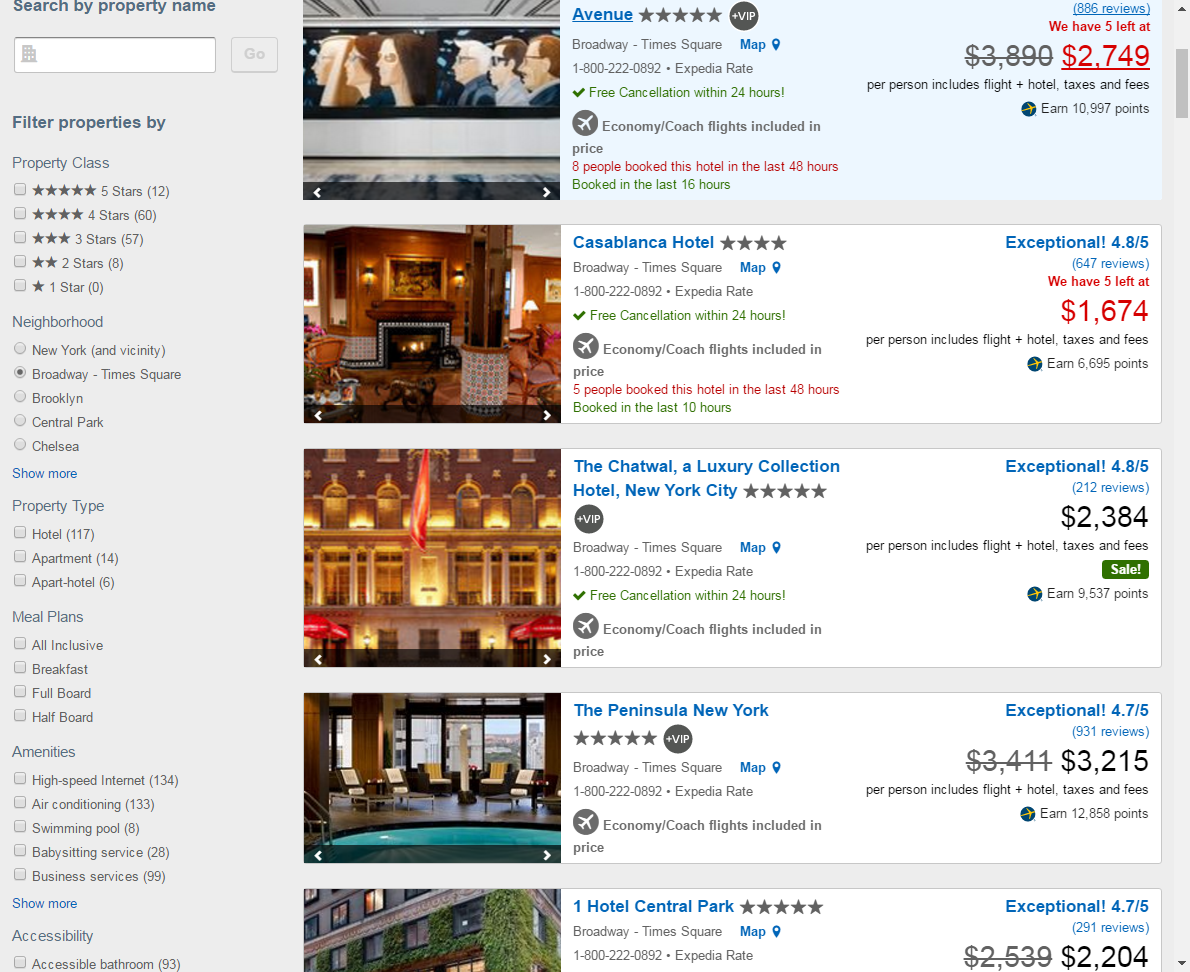 Search by property name
Go
Filter properties by
Property Class
5 Stars (12)
4 Stars (60)
3 Stars (57)
2 Stars (8)
1 Star (0)
Neighborhood
New York (and vicinity)
Broadway - Times Square
Brooklyn
Central Park
Chelsea
Show more
Property Type
Hotel (117)
Apartment (14)
Apart-hotel (6)
Meal Plans
All Inclusive
Breakfast
Full Board
Half Board
Amenities
High-speed Internet (134)
Air conditioning (133)
Swimming pool (8)
Babysitting service (28)
Business services (99)
Show more
Accessibility
Accessible bathroom (93)
Avenue +VIP
Broadway - Times Square Map
1-800-222-0892 • Expedia Rate
Free Cancellation within 24 hours!
Economy/Coach flights included in
price
8 people booked this hotel in the last 48 hours
Booked in the last 16 hours
(886 reviews)
We have 5 left at
$3,890 $2,749
per person includes flight + hotel, taxes and fees
Earn 10,997 points
Casablanca Hotel
Broadway - Times Square Map
1-800-222-0892 • Expedia Rate
Free Cancellation within 24 hours!
Economy/Coach flights included in
price
5 people booked this hotel in the last 48 hours
Booked in the last 10 hours
Exceptional! 4.8/5
(647 reviews)
We have 5 left at
$1,674
per person includes flight + hotel, taxes and fees
Earn 6,695 points
The Chatwal, a Luxury Collection
Hotel, New York City
+VIP
Broadway - Times Square Map
1-800-222-0892 • Expedia Rate
Free Cancellation within 24 hours!
Economy/Coach flights included in
price
Exceptional! 4.8/5
(212 reviews)
$2,384
per person includes flight + hotel, taxes and fees
Sale!
Earn 9,537 points
The Peninsula New York
+VIP
Broadway - Times Square Map
1-800-222-0892 • Expedia Rate
Economy/Coach flights included in
price
Exceptional! 4.7/5
(931 reviews)
$3,411 $3,215
per person includes flight + hotel, taxes and fees
Earn 12,858 points
1 Hotel Central Park
Broadway - Times Square Map
1-800-222-0892 • Expedia Rate
Exceptional! 4.7/5
(291 reviews)
$2,539 $2,204